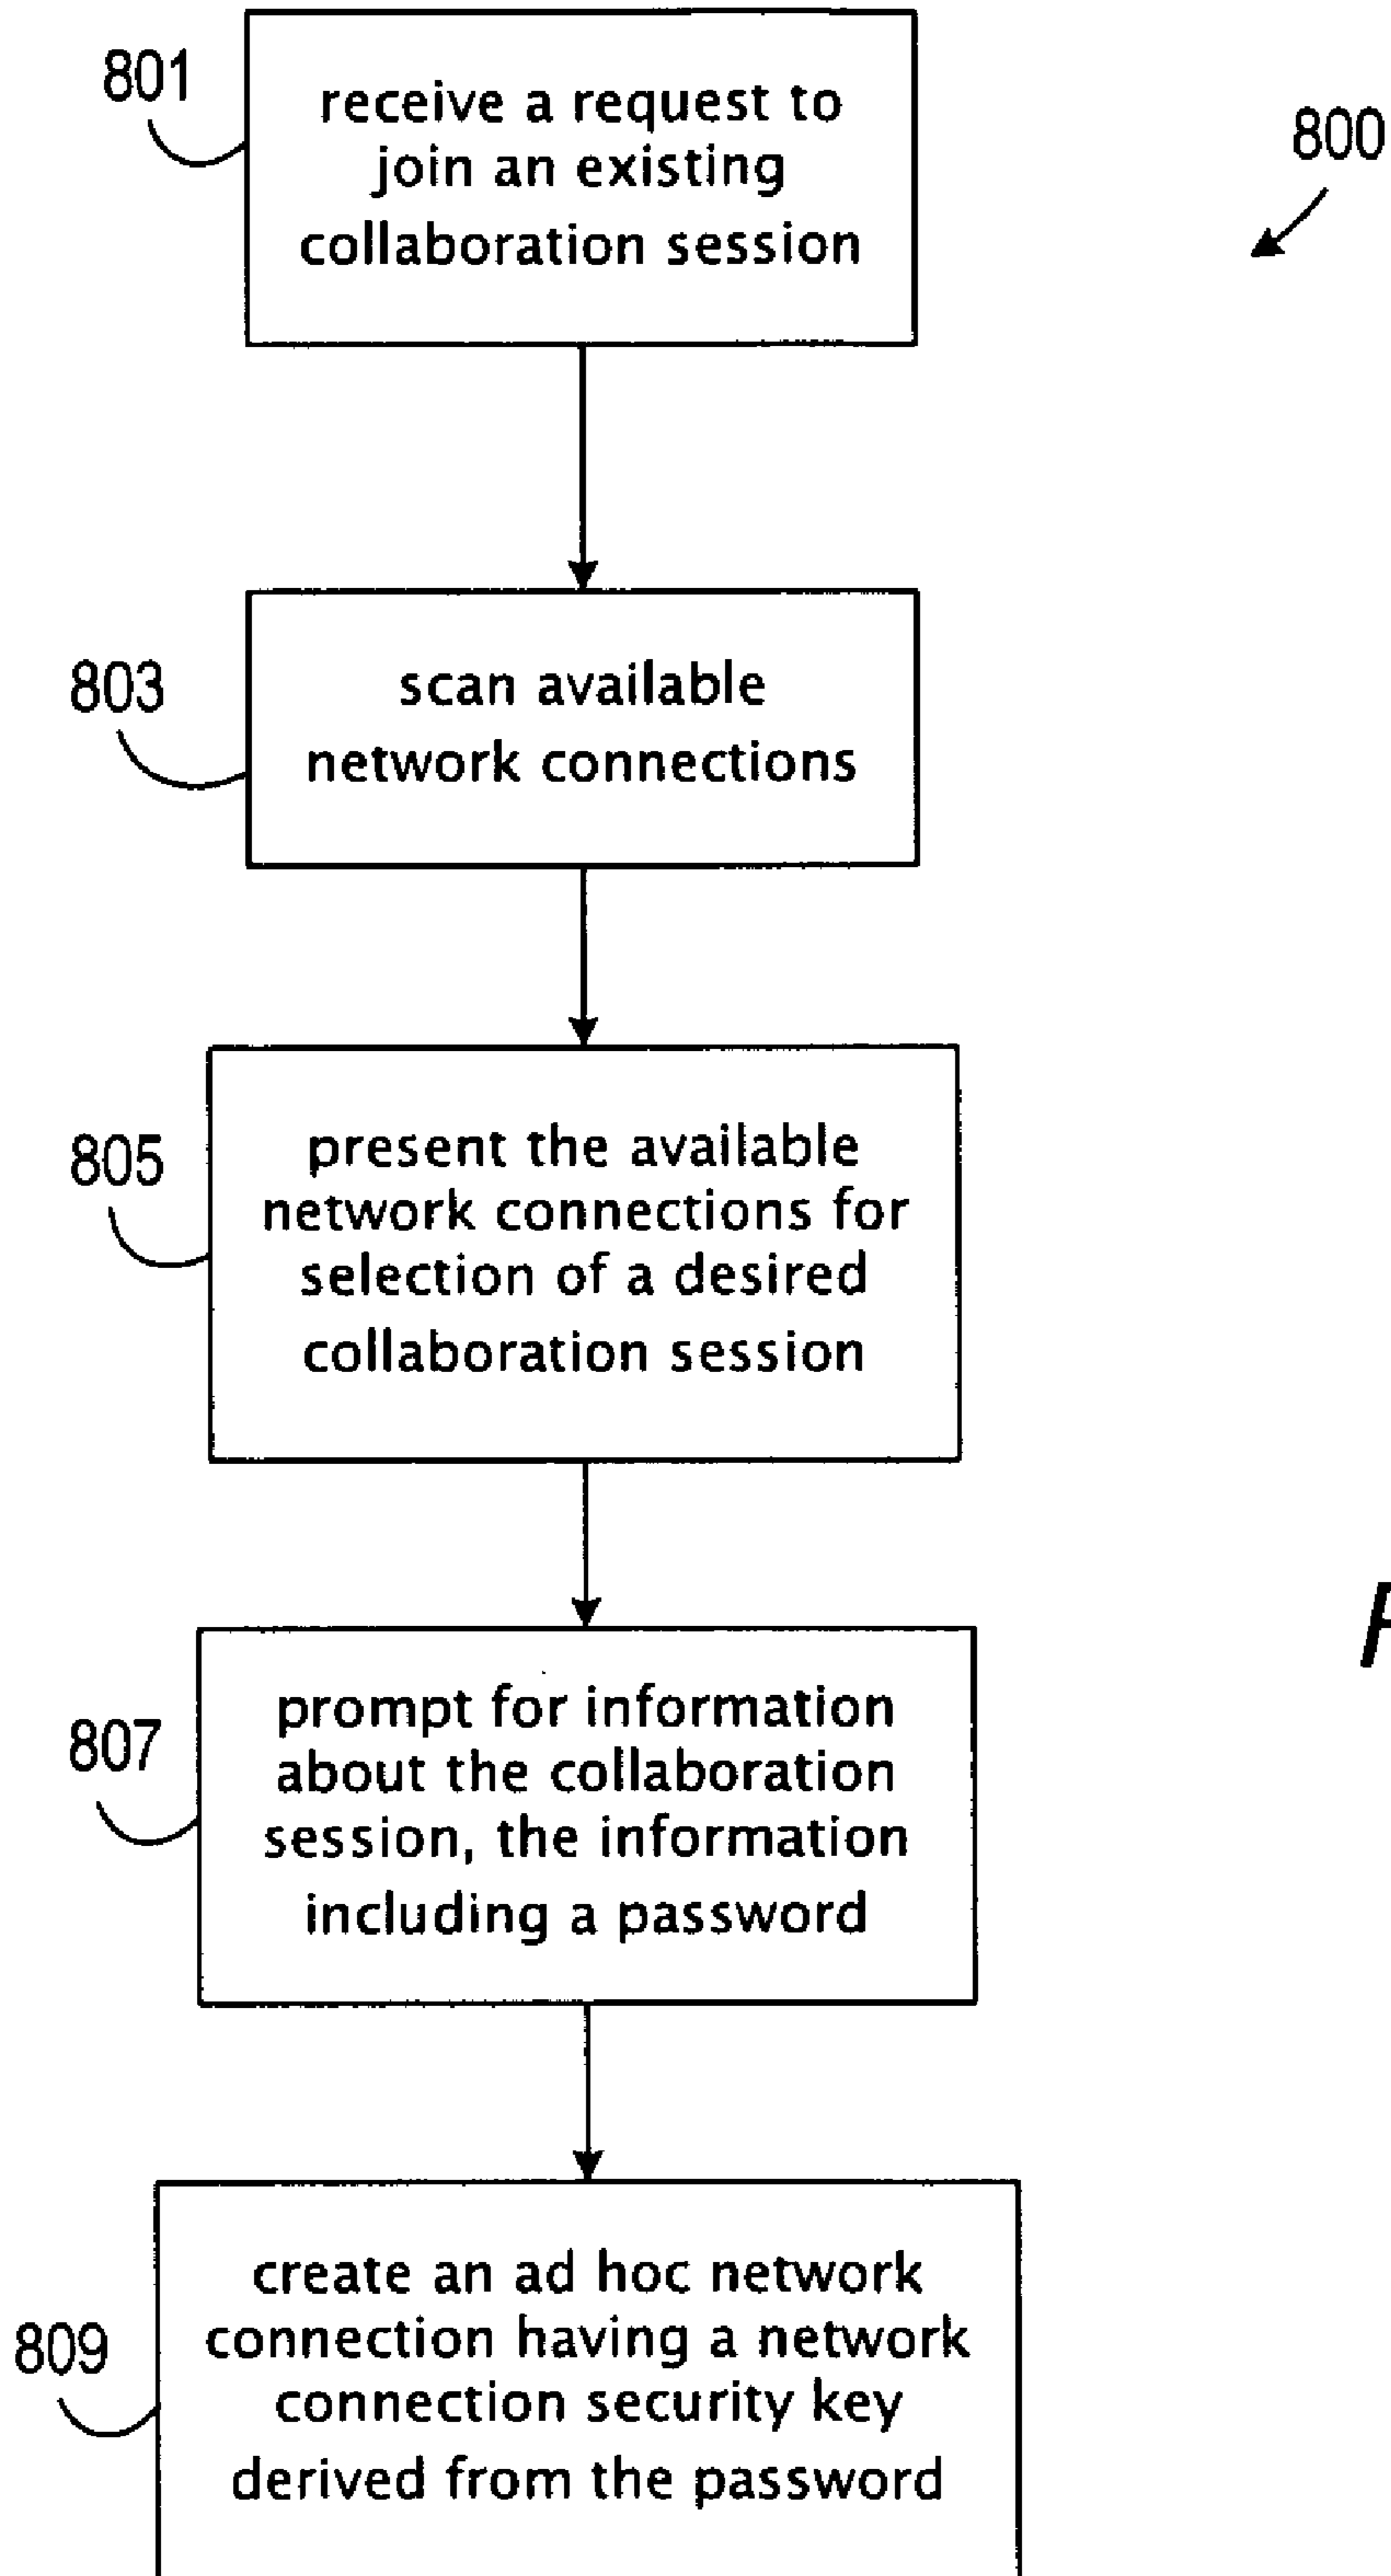 801
receive a request to
join an existing
collaboration session
800
803
scan available
network connections
805
present the available
network connections for
selection of a desired
collaboration session
807
prompt for information
about the collaboration
session, the information
including a password
809
create an ad hoc network
connection having a network
connection security key
derived from the password